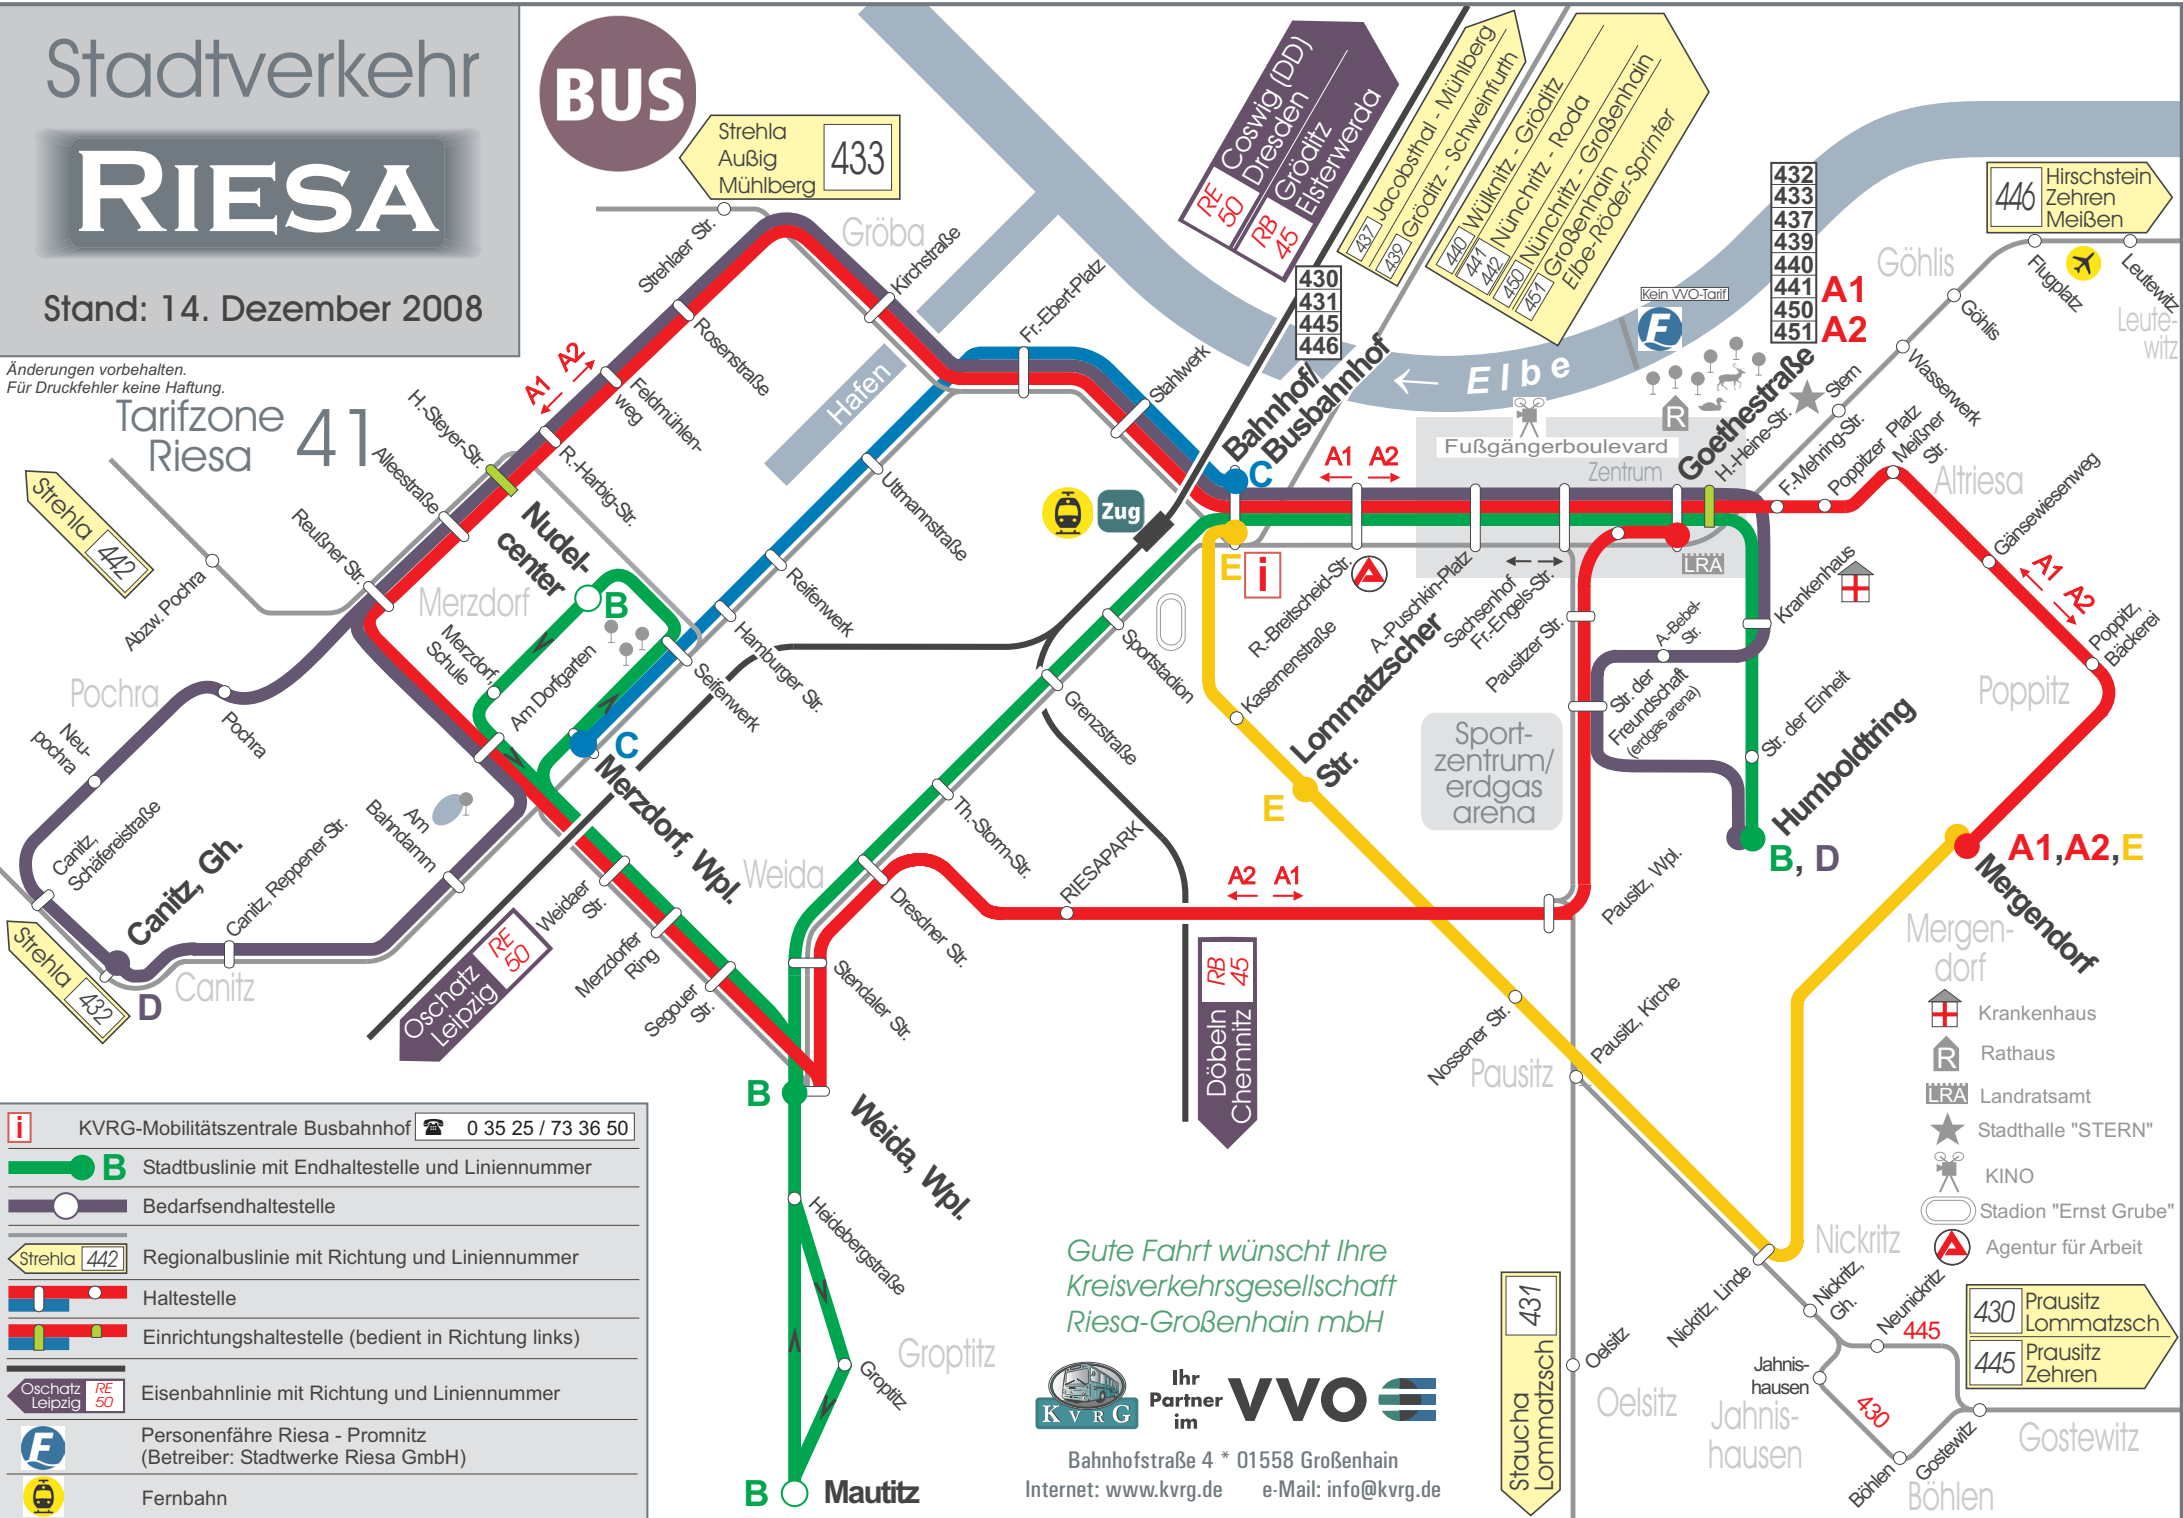 Stadtverkehr
RIESA
Stand: 14. Dezember 2008
Änderungen vorbehalten.
Für Druckfehler keine Haftung.
Tarifzone
Riesa
41
BUS
Strehla
Außig
Mühlberg
433
RE
50
Coswig (DD)
Dresden
RB
45
Gröditz
Elsterwerda
437 Jacobsthal - Mühlberg
439 Gröditz - Schweinfurth
440 Wülknitz - Gröditz
441 Nünchritz - Roda
442
450 Nünchritz - Großenhain
451 Großenhain
Elbe-Röder-Sprinter
430
431
445
446
432
433
437
439
440
441
450
451
A1
A2
446
Hirschstein
Zehren
Meißen
Kein VVO-Tarif
F
← Elbe
Hafen
Gröba
Göhlis
Leute-
witz
Flugplatz
Leutewitz
Göhlis
Wasserwerk
Stern
F.-Mehring-Str.
Poppitzer Platz
Meißner
Str.
Altriesa
Gänsewiesenweg
A1
A2
Poppitz,
Bäckerei
Poppitz
Strehlaer Str.
Kirchstraße
Rosenstraße
Feldmühlen-
weg
A1
A2
H.-Steyer-Str.
R.-Harbig-Str.
Alleestraße
Reußner Str.
Fr.-Ebert-Platz
Stahlwerk
Bahnhof/
Busbahnhof
C
E
i
Zug
A1 A2
Fußgängerboulevard
Zentrum
R
Goethestraße
H.-Heine-Str.
LRA
R.-Breitscheid-Str.
A.-Puschkin-Platz
Sachsenhof
Fr.-Engels-Str.
Pausitzer Str.
A.-Bebel-
Str.
Krankenhaus
Str. der
Freundschaft
(erdgas arena)
Str. der Einheit
Humboldtring
B, D
Sport-
zentrum/
erdgas
arena
Kasernenstraße
Lommatzscher
Str.
E
Sportstadion
Grenzstraße
Th.-Storm-Str.
Dresdner Str.
Stendaler Str.
RIESAPARK
A2 A1
Pausitz, Wpl.
Uttmannstraße
Reifenwerk
Hamburger Str.
Seifenwerk
Nudel-
center
B
Merzdorf
Merzdorf,
Schule
Am Dorfgarten
C
Merzdorf, Wpl.
Strehla
442
Abzw. Pochra
Pochra
Pochra
Neu-
pochra
Canitz,
Schäfereistraße
Canitz, Gh.
Canitz, Reppener Str.
Am
Bahndamm
D
Canitz
Strehla
432
Oschatz
Leipzig
RE
50
Weidaer
Str.
Merzdorfer
Ring
Segouer
Str.
Weida
B
Weida, Wpl.
Heidebergstraße
Groptitz
Groptitz
B
Mautitz
RB
45
Döbeln
Chemnitz
Nossener Str.
Pausitz
Pausitz, Kirche
A1,A2,E
Mergendorf
Mergen-
dorf
Krankenhaus
R
Rathaus
LRA
Landratsamt
Stadthalle "STERN"
KINO
Stadion "Ernst Grube"
Agentur für Arbeit
Nickritz
Nickritz, Linde
Nickritz,
Gh.
Neunickritz
445
430
Jahnis-
hausen
Jahnis-
hausen
Böhlen
Böhlen
Gostewitz
Gostewitz
430
Prausitz
Lommatzsch
445
Prausitz
Zehren
Oelsitz
Oelsitz
431
Staucha
Lommatzsch
i KVRG-Mobilitätszentrale Busbahnhof ☎ 0 35 25 / 73 36 50
B Stadtbuslinie mit Endhaltestelle und Liniennummer
Bedarfsendhaltestelle
Strehla 442 Regionalbuslinie mit Richtung und Liniennummer
Haltestelle
Einrichtungshaltestelle (bedient in Richtung links)
Oschatz
Leipzig
RE
50
Eisenbahnlinie mit Richtung und Liniennummer
F
Personenfähre Riesa - Promnitz
(Betreiber: Stadtwerke Riesa GmbH)
Fernbahn
Gute Fahrt wünscht Ihre
Kreisverkehrsgesellschaft
Riesa-Großenhain mbH
KVRG
Ihr
Partner
im
VVO
Bahnhofstraße 4 * 01558 Großenhain
Internet: www.kvrg.de e-Mail: info@kvrg.de